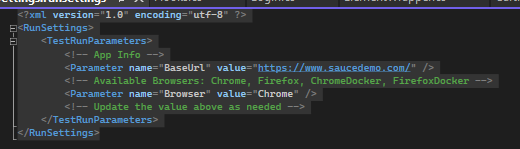 <?xml version="1.0" encoding="utf-8" ?>
<RunSettings>
<TestRunParameters>
<!-- App Info -->
<Parameter name="BaseUrl" value="https://www.saucedemo.com/" />
<!-- Available Browsers: Chrome, Firefox, ChromeDocker, FirefoxDocker -->
<Parameter name="Browser" value="Chrome" />
<!-- Update the value above as needed -->
</TestRunParameters>
</RunSettings>